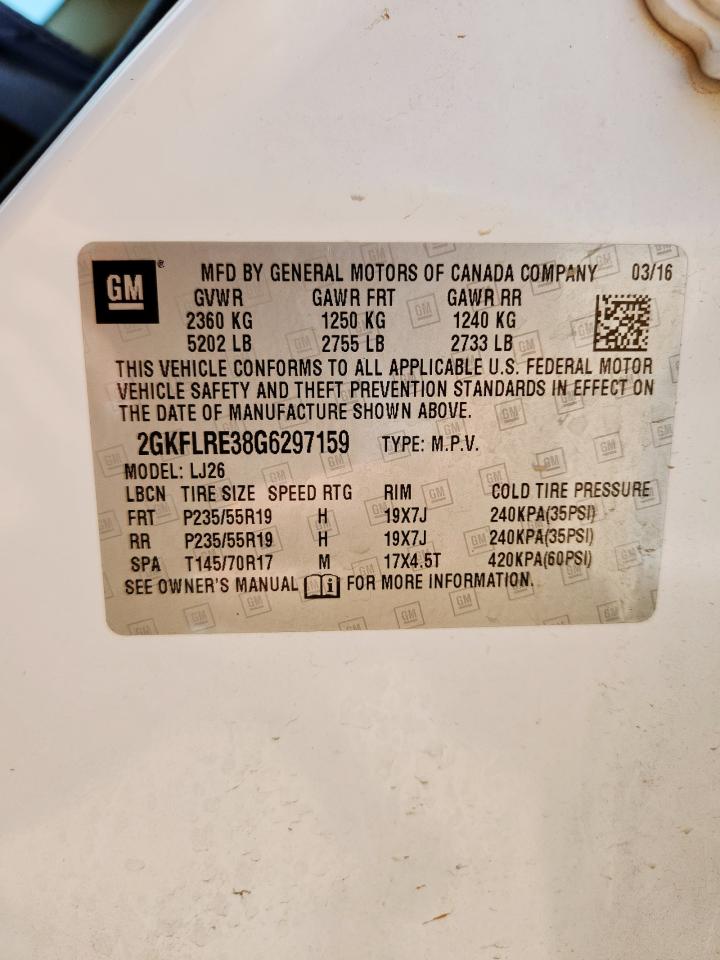 GM ® MFD BY GENERAL MOTORS OF CANADA COMPANY 03/16
GVWR GAWR FRT GAWR RR
2360 KG 1250 KG 1240 KG
5202 LB 2755 LB 2733 LB
THIS VEHICLE CONFORMS TO ALL APPLICABLE U.S. FEDERAL MOTOR
VEHICLE SAFETY AND THEFT PREVENTION STANDARDS IN EFFECT ON
THE DATE OF MANUFACTURE SHOWN ABOVE.
2GKFLRE38G6297159 TYPE: M.P.V.
MODEL: LJ26
LBCN TIRE SIZE SPEED RTG RIM COLD TIRE PRESSURE
FRT P235/55R19 H 19X7J 240KPA(35PSI)
RR P235/55R19 H 19X7J 240KPA(35PSI)
SPA T145/70R17 M 17X4.5T 420KPA(60PSI)
SEE OWNER'S MANUAL i FOR MORE INFORMATION.